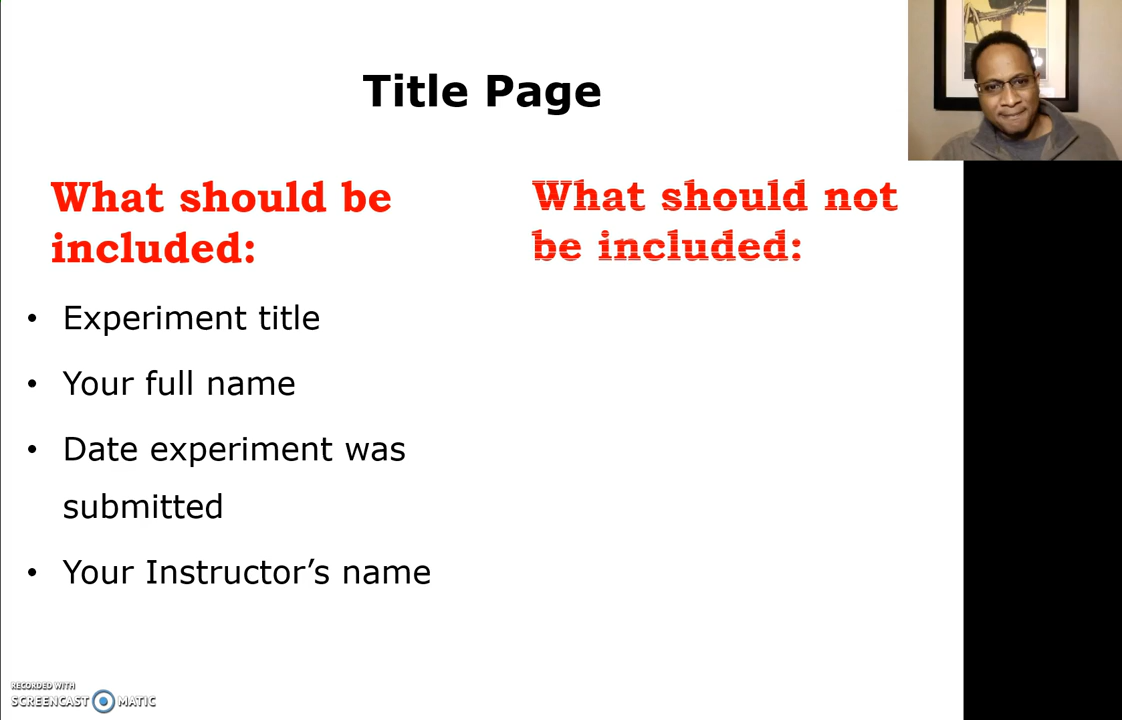 Title Page
What should be
included:
What should not
be included:
• Experiment title
• Your full name
• Date experiment was
submitted
• Your Instructor’s name
RECORDED WITH
SCREENCAST MATIC